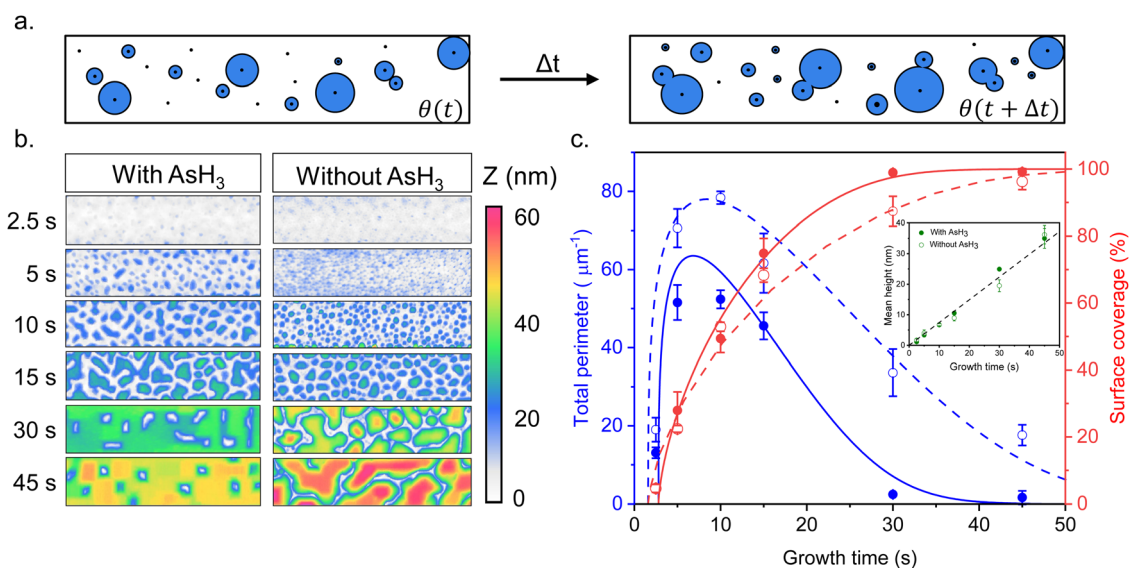 a.
Δt
θ(t)
θ(t + Δt)
b.
With AsH₃
Without AsH₃
Z (nm)
2.5 s
5 s
10 s
15 s
30 s
45 s
60
40
20
0
c.
Total perimeter ( μm⁻¹)
80
60
40
20
0
0
10
20
30
40
50
Growth time (s)
100
80
60
40
20
0
Surface coverage (%)
With AsH₃
Without AsH₃
Mean height (nm)
40
30
20
10
0
0
10
20
30
40
50
Growth time (s)